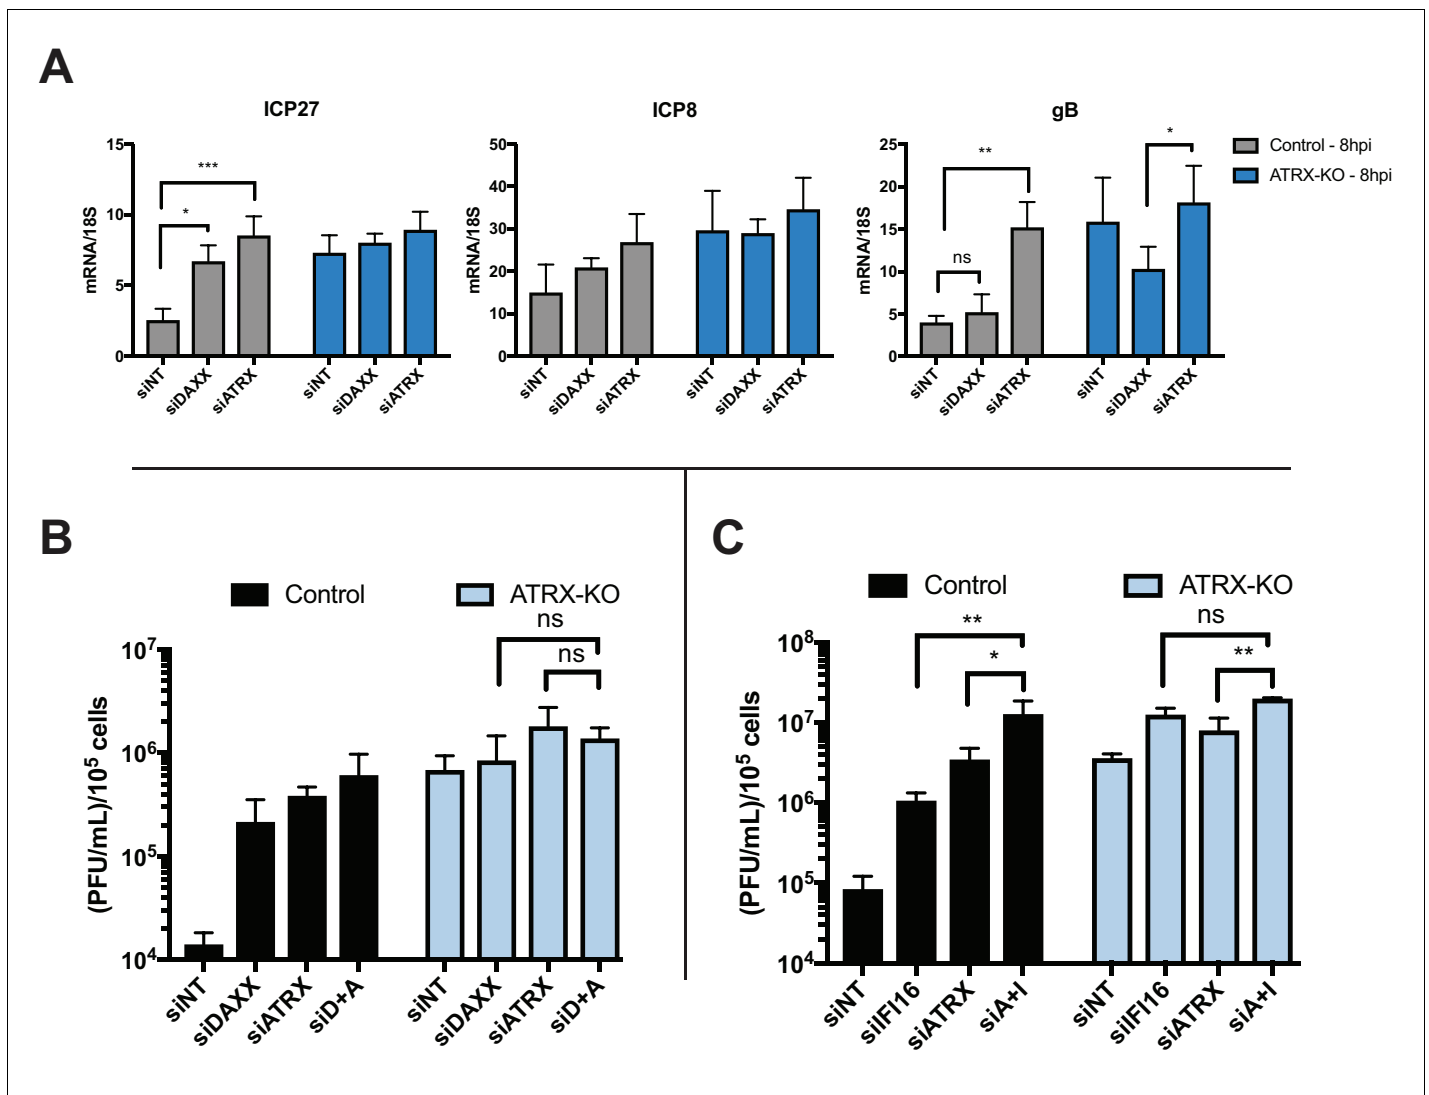 A
ICP27
mRNA/18S
15
10
5
0
***
*
siNT
siDAXX
siATRX
siNT
siDAXX
siATRX
ICP8
mRNA/18S
50
40
30
20
10
0
siNT
siDAXX
siATRX
siNT
siDAXX
siATRX
gB
mRNA/18S
25
20
15
10
5
0
**
ns
*
siNT
siDAXX
siATRX
siNT
siDAXX
siATRX
Control - 8hpi
ATRX-KO - 8hpi
B
Control
ATRX-KO
(PFU/mL)/10⁵ cells
10⁷
10⁶
10⁵
10⁴
ns
ns
siNT
siDAXX
siATRX
siD+A
siNT
siDAXX
siATRX
siD+A
C
Control
ATRX-KO
(PFU/mL)/10⁵ cells
10⁸
10⁷
10⁶
10⁵
10⁴
**
*
ns
**
siNT
siIFI16
siATRX
siA+I
siNT
siIFI16
siATRX
siA+I